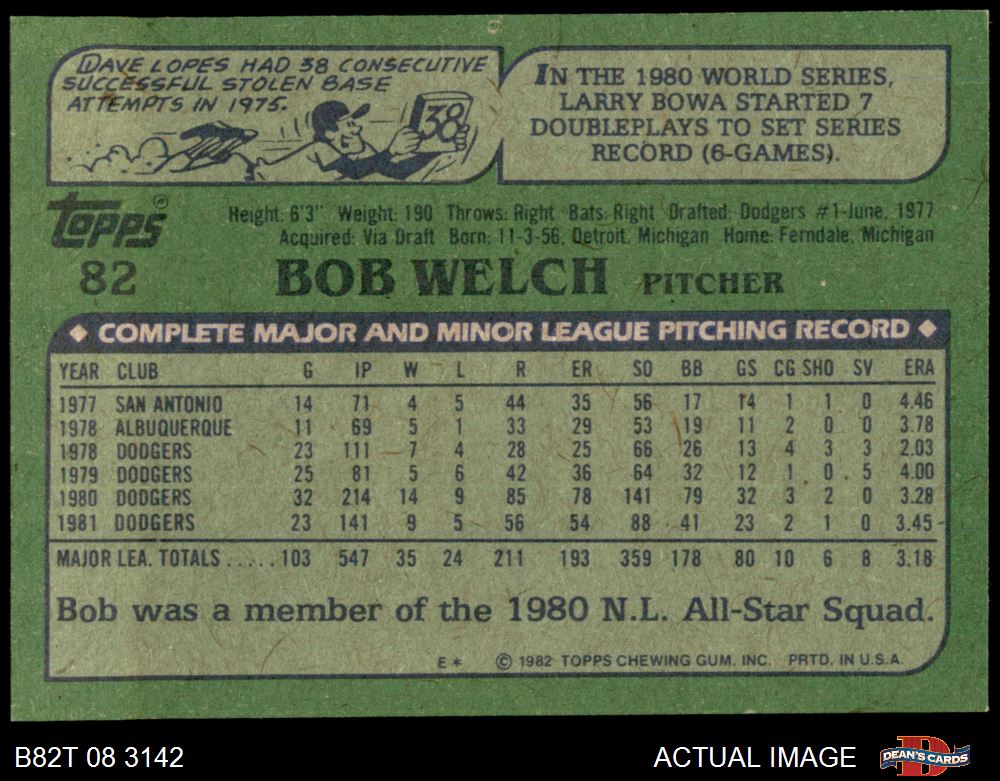 DAVE LOPES HAD 38 CONSECUTIVE
SUCCESSFUL STOLEN BASE
ATTEMPTS IN 1975.
38
IN THE 1980 WORLD SERIES,
LARRY BOWA STARTED 7
DOUBLEPLAYS TO SET SERIES
RECORD (6-GAMES).
TOPPS®
Height: 6'3" Weight: 190 Throws: Right Bats: Right Drafted: Dodgers #1-June, 1977
Acquired: Via Draft Born: 11-3-56, Detroit, Michigan Home: Ferndale, Michigan
82 BOB WELCH PITCHER
◆ COMPLETE MAJOR AND MINOR LEAGUE PITCHING RECORD ◆
YEAR CLUB G IP W L R ER SO BB GS CG SHO SV ERA
1977 SAN ANTONIO 14 71 4 5 44 35 56 17 14 1 1 0 4.46
1978 ALBUQUERQUE 11 69 5 1 33 29 53 19 11 2 0 0 3.78
1978 DODGERS 23 111 7 4 28 25 66 26 13 4 3 3 2.03
1979 DODGERS 25 81 5 6 42 36 64 32 12 1 0 5 4.00
1980 DODGERS 32 214 14 9 85 78 141 79 32 3 2 0 3.28
1981 DODGERS 23 141 9 5 56 54 88 41 23 2 1 0 3.45
MAJOR LEA. TOTALS ..... 103 547 35 24 211 193 359 178 80 10 6 8 3.18
Bob was a member of the 1980 N.L. All-Star Squad.
E* © 1982 TOPPS CHEWING GUM, INC. PRTD. IN U.S.A.
B82T 08 3142 ACTUAL IMAGE DEAN'S CARDS